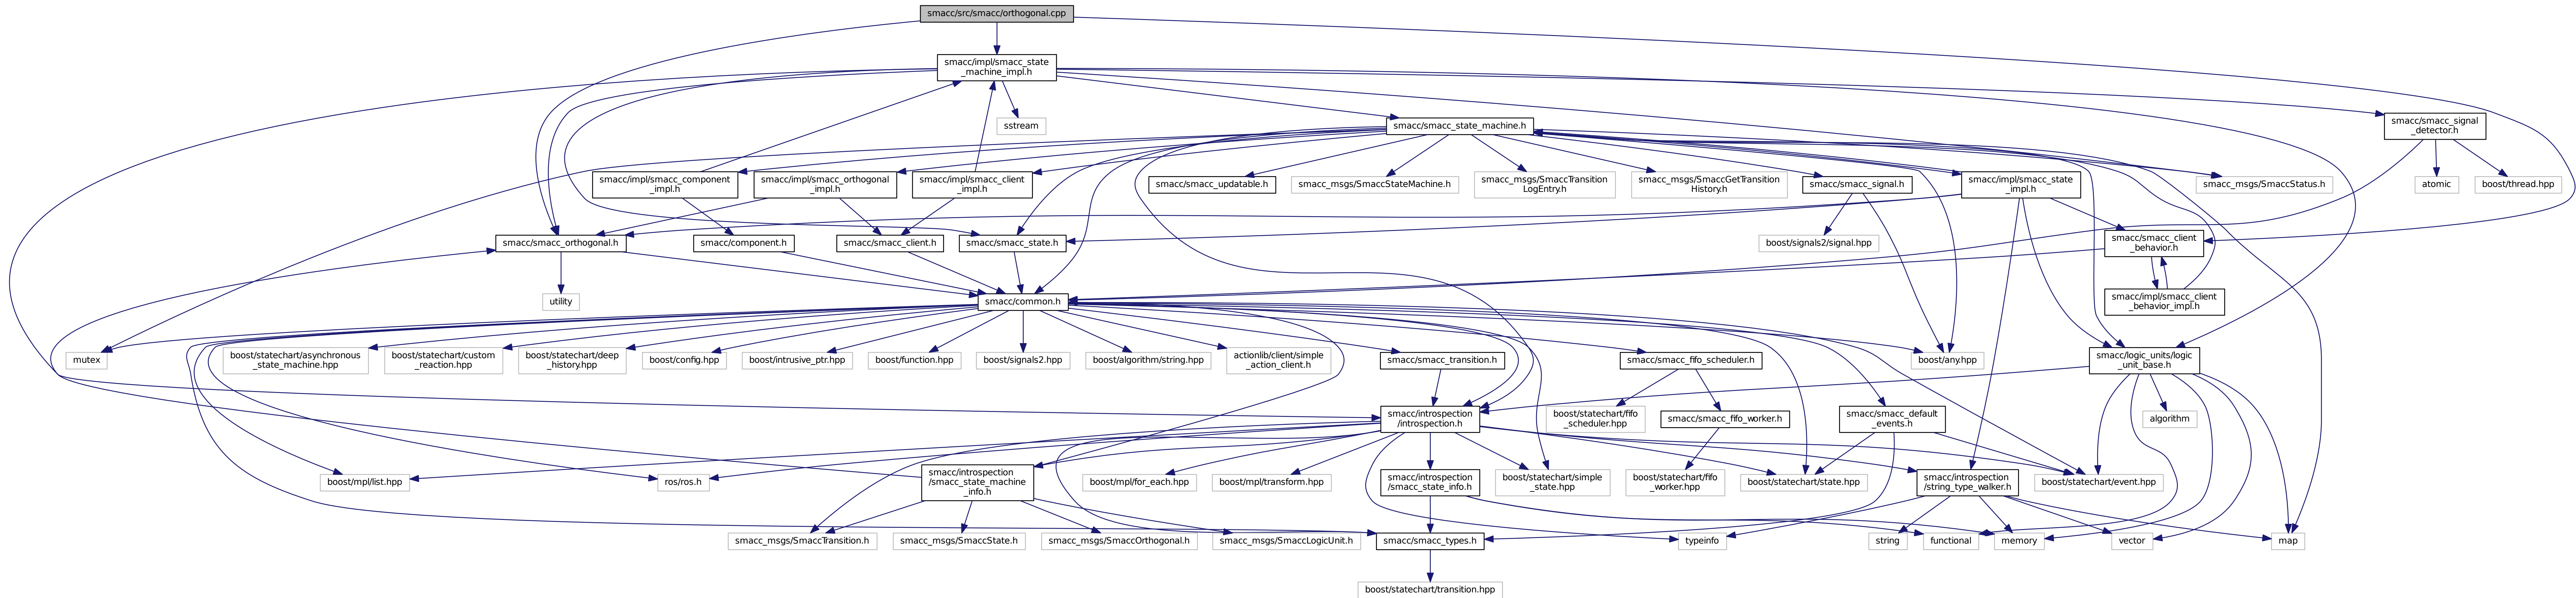 smacc/src/smacc/orthogonal.cpp
smacc/impl/smacc_state
_machine_impl.h
sstream
smacc/smacc_state_machine.h
smacc/smacc_signal
_detector.h
smacc/impl/smacc_component
_impl.h
smacc/impl/smacc_orthogonal
_impl.h
smacc/impl/smacc_client
_impl.h
smacc/smacc_updatable.h
smacc_msgs/SmaccStateMachine.h
smacc_msgs/SmaccTransition
LogEntry.h
smacc_msgs/SmaccGetTransition
History.h
smacc/smacc_signal.h
smacc/impl/smacc_state
_impl.h
smacc_msgs/SmaccStatus.h
atomic
boost/thread.hpp
smacc/smacc_orthogonal.h
smacc/component.h
smacc/smacc_client.h
smacc/smacc_state.h
boost/signals2/signal.hpp
smacc/smacc_client
_behavior.h
utility
smacc/common.h
smacc/impl/smacc_client
_behavior_impl.h
mutex
boost/statechart/asynchronous
_state_machine.hpp
boost/statechart/custom
_reaction.hpp
boost/statechart/deep
_history.hpp
boost/config.hpp
boost/intrusive_ptr.hpp
boost/function.hpp
boost/signals2.hpp
boost/algorithm/string.hpp
actionlib/client/simple
_action_client.h
smacc/smacc_transition.h
smacc/smacc_fifo_scheduler.h
boost/any.hpp
smacc/logic_units/logic
_unit_base.h
smacc/introspection
/introspection.h
boost/statechart/fifo
_scheduler.hpp
smacc/smacc_fifo_worker.h
smacc/smacc_default
_events.h
algorithm
boost/mpl/list.hpp
ros/ros.h
smacc/introspection
/smacc_state_machine
_info.h
boost/mpl/for_each.hpp
boost/mpl/transform.hpp
smacc/introspection
/smacc_state_info.h
boost/statechart/simple
_state.hpp
boost/statechart/fifo
_worker.hpp
boost/statechart/state.hpp
smacc/introspection
/string_type_walker.h
boost/statechart/event.hpp
smacc_msgs/SmaccTransition.h
smacc_msgs/SmaccState.h
smacc_msgs/SmaccOrthogonal.h
smacc_msgs/SmaccLogicUnit.h
smacc/smacc_types.h
typeinfo
string
functional
memory
vector
map
boost/statechart/transition.hpp